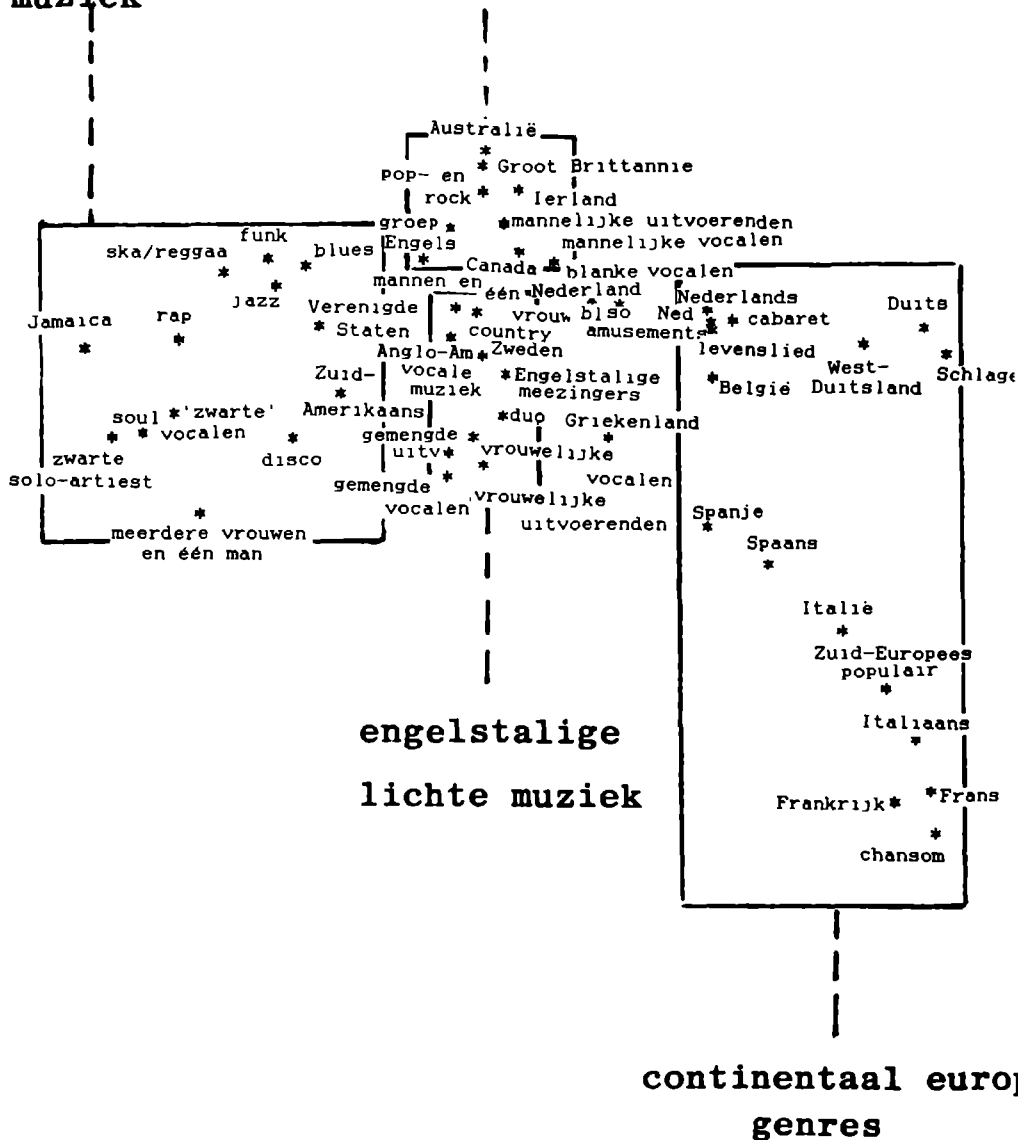 muziek
Australië
Groot Brittannie
pop- en
rock
Ierland
groep
mannelijke uitvoerenden
Engels
mannelijke vocalen
funk
ska/reggaa
blues
jazz
mannen en
één
vrouw
Canada
blanke vocalen
Nederland
blso
Jamaica
rap
Verenigde
Staten
country
Ned
amusements
Nederlands
cabaret
levenslied
Duits
Schlage
West-
Duitsland
België
Anglo-Am
vocale
muziek
Zweden
Engelstalige
meezingers
Zuid-
Amerikaans
duo
Griekenland
soul
'zwarte'
vocalen
zwarte
solo-artiest
disco
gemengde
uitv
vrouwelijke
vocalen
gemengde
vocalen
vrouwelijke
uitvoerenden
meerdere vrouwen
en één man
Spanje
Spaans
Italië
Zuid-Europees
populair
Italiaans
Frankrijk
Frans
chansom
engelstalige
lichte muziek
continentaal europ
genres